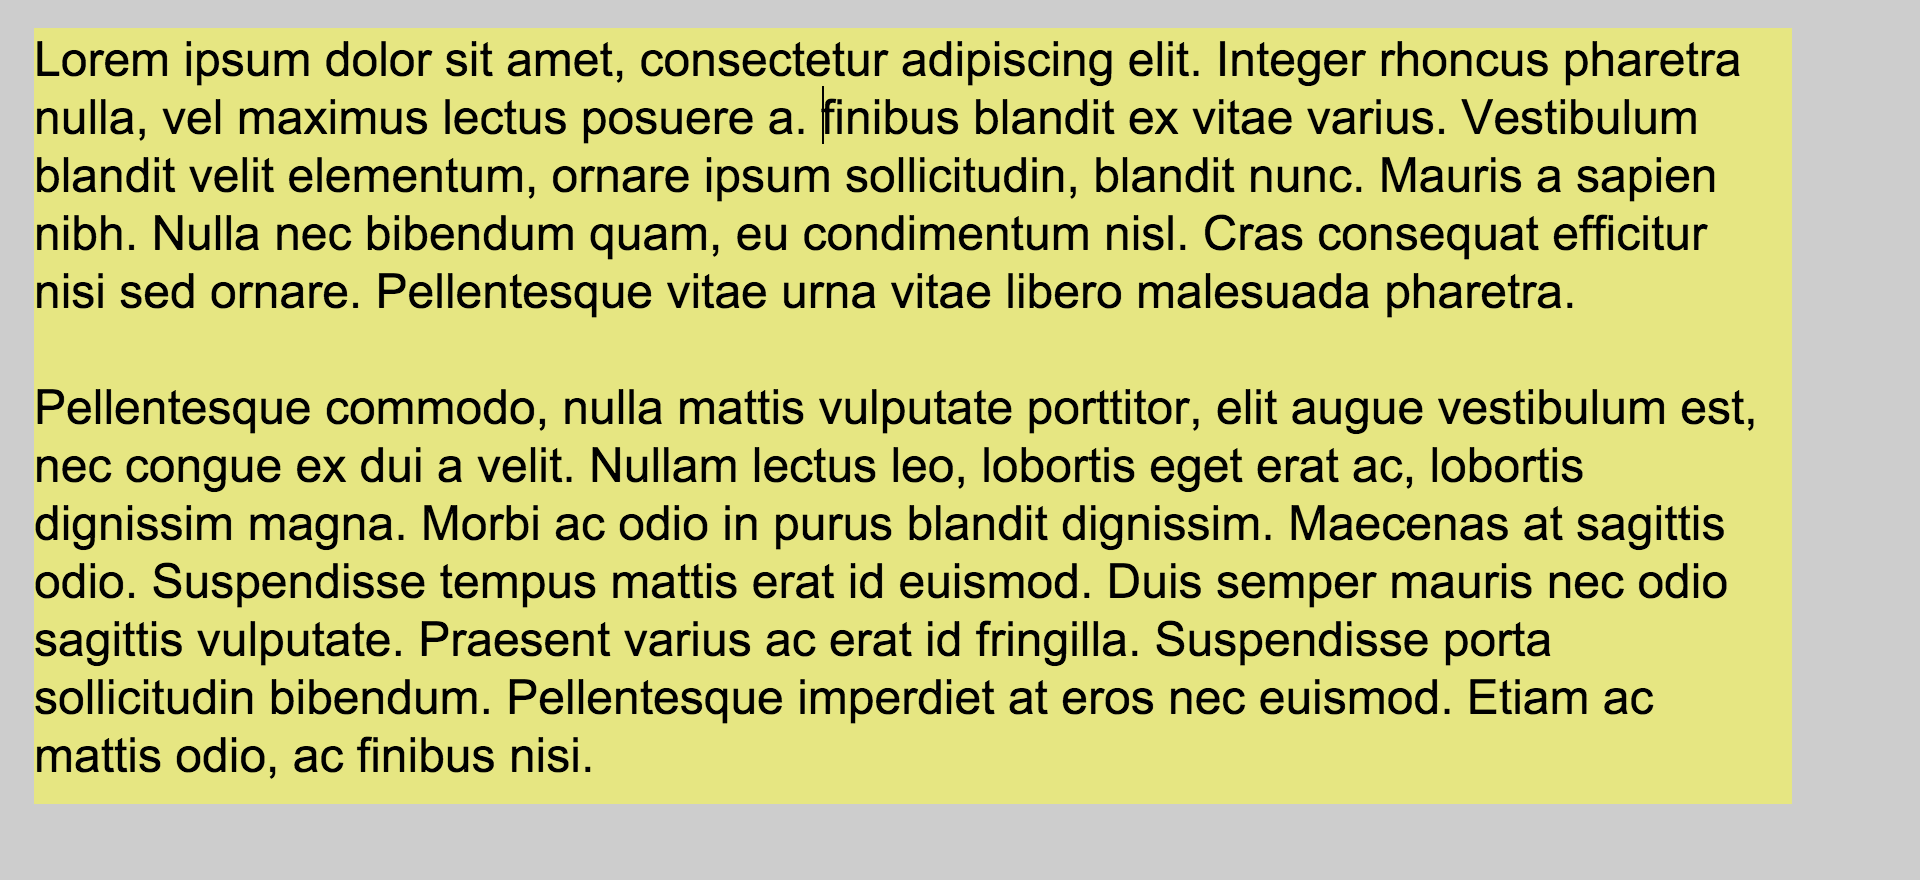 Lorem ipsum dolor sit amet, consectetur adipiscing elit. Integer rhoncus pharetra
nulla, vel maximus lectus posuere a. finibus blandit ex vitae varius. Vestibulum
blandit velit elementum, ornare ipsum sollicitudin, blandit nunc. Mauris a sapien
nibh. Nulla nec bibendum quam, eu condimentum nisl. Cras consequat efficitur
nisi sed ornare. Pellentesque vitae urna vitae libero malesuada pharetra.

Pellentesque commodo, nulla mattis vulputate porttitor, elit augue vestibulum est,
nec congue ex dui a velit. Nullam lectus leo, lobortis eget erat ac, lobortis
dignissim magna. Morbi ac odio in purus blandit dignissim. Maecenas at sagittis
odio. Suspendisse tempus mattis erat id euismod. Duis semper mauris nec odio
sagittis vulputate. Praesent varius ac erat id fringilla. Suspendisse porta
sollicitudin bibendum. Pellentesque imperdiet at eros nec euismod. Etiam ac
mattis odio, ac finibus nisi.